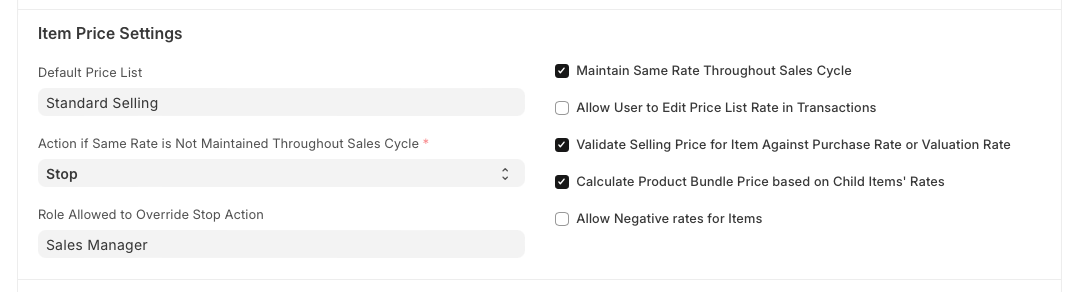 Item Price Settings
Default Price List
Standard Selling
Action if Same Rate is Not Maintained Throughout Sales Cycle *
Stop
Role Allowed to Override Stop Action
Sales Manager
Maintain Same Rate Throughout Sales Cycle
Allow User to Edit Price List Rate in Transactions
Validate Selling Price for Item Against Purchase Rate or Valuation Rate
Calculate Product Bundle Price based on Child Items' Rates
Allow Negative rates for Items